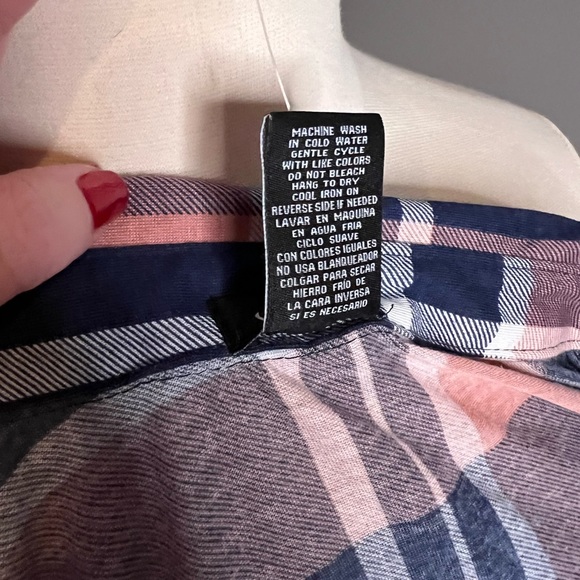 MACHINE WASH
IN COLD WATER
GENTLE CYCLE
WITH LIKE COLORS
DO NOT BLEACH
HANG TO DRY
COOL IRON ON
REVERSE SIDE IF NEEDED
LAVAR EN MAQUINA
EN AGUA FRIA
CICLO SUAVE
CON COLORES IGUALES
NO USA BLANQUEADOR
COLGAR PARA SECAR
HIERRO FRÍO DE
LA CARA INVERSA
SI ES NECESARIO